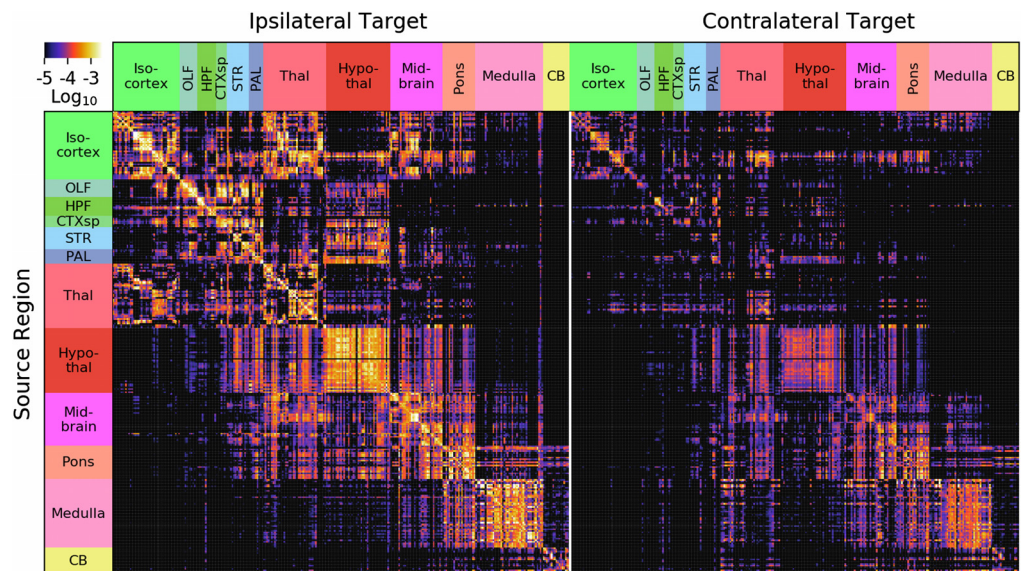 Ipsilateral Target
Contralateral Target
-5 -4 -3
Log10
Iso-
cortex
OLF
HPF
CTXsp
STR
PAL
Thal
Hypo-
thal
Mid-
brain
Pons
Medulla
CB
Iso-
cortex
OLF
HPF
CTXsp
STR
PAL
Thal
Hypo-
thal
Mid-
brain
Pons
Medulla
CB
Source Region
Iso-
cortex
OLF
HPF
CTXsp
STR
PAL
Thal
Hypo-
thal
Mid-
brain
Pons
Medulla
CB